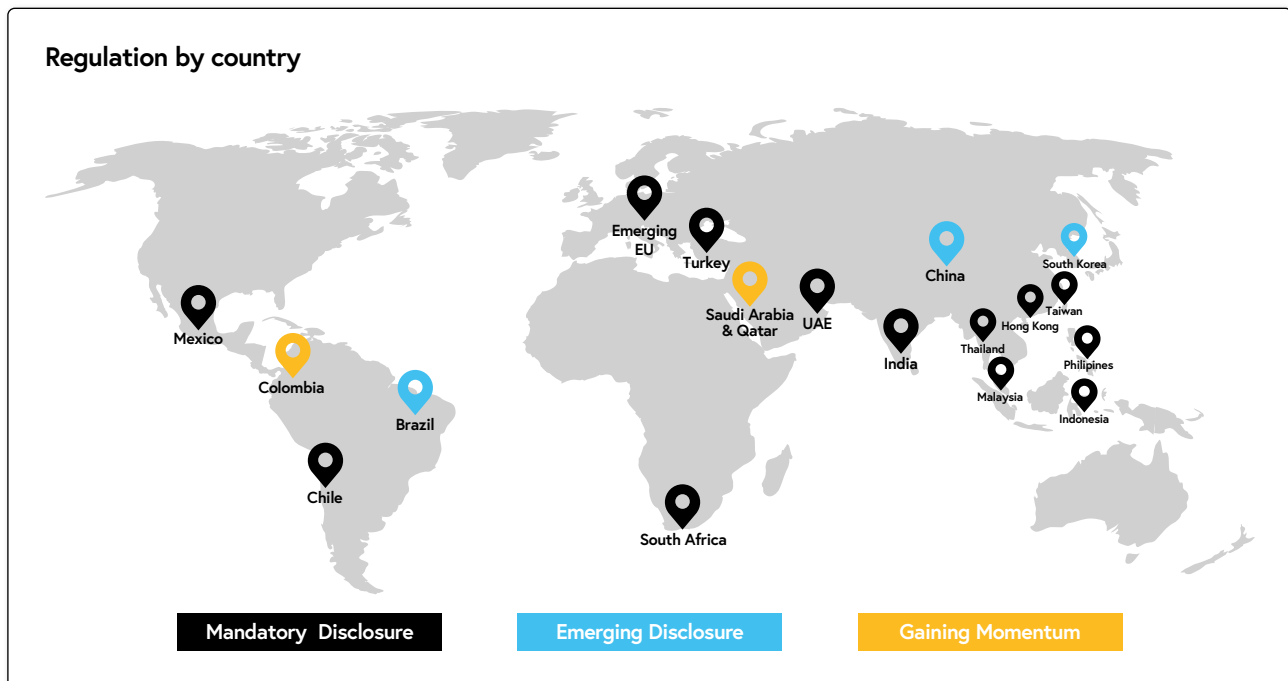 Regulation by country
Emerging
EU
Turkey
China
South Korea
Mexico
Saudi Arabia
& Qatar
UAE
India
Taiwan
Hong Kong
Thailand
Philipines
Malaysia
Indonesia
Colombia
Brazil
Chile
South Africa
Mandatory Disclosure
Emerging Disclosure
Gaining Momentum